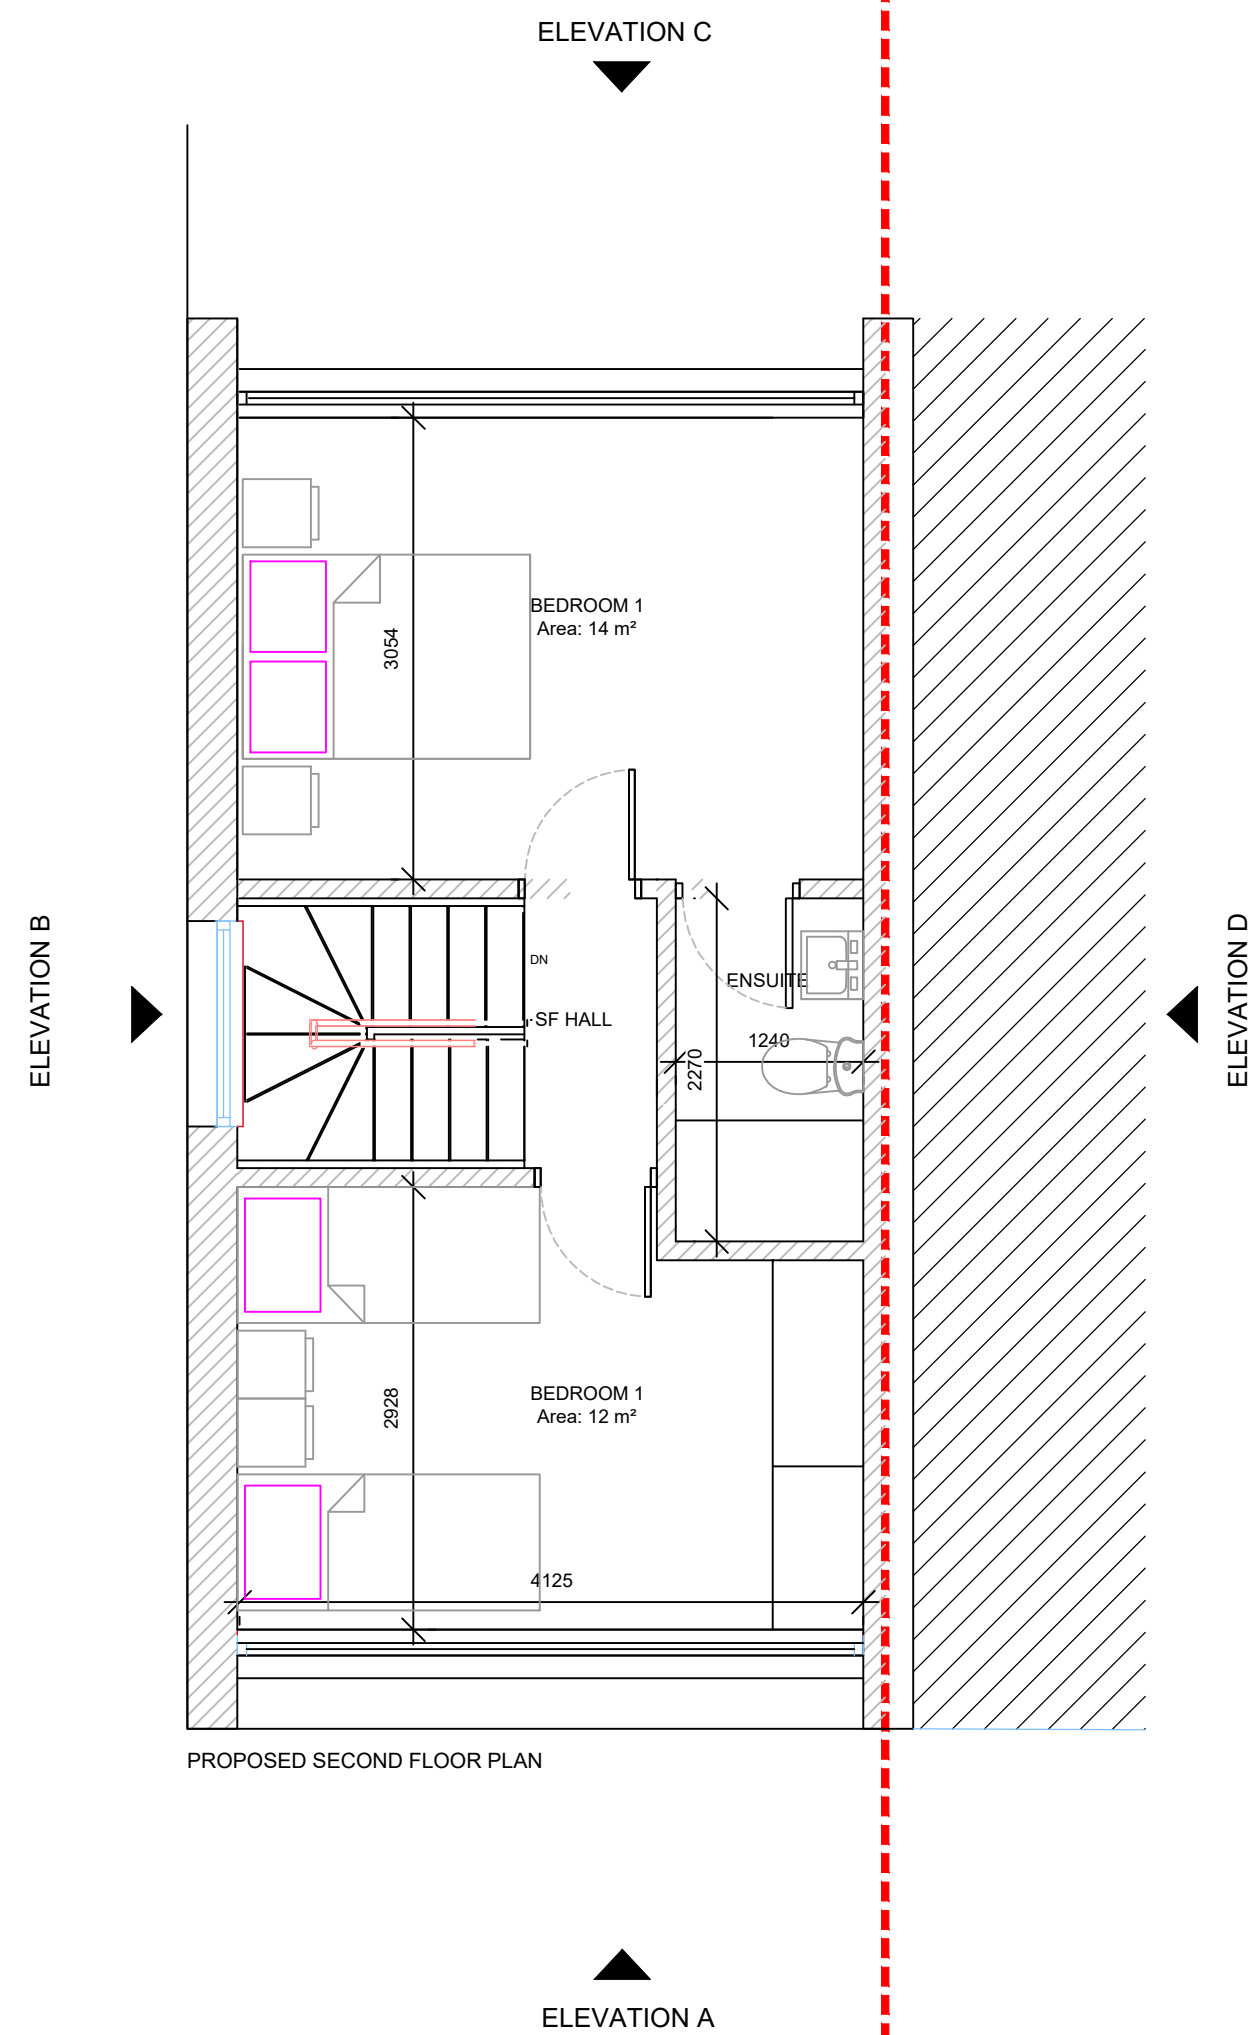 ELEVATION C
BEDROOM 1
Area: 14 m²
3054
ELEVATION B
DN
ENSUITE
SF HALL
1240
2270
ELEVATION D
BEDROOM 1
Area: 12 m²
2928
4125
PROPOSED SECOND FLOOR PLAN
ELEVATION A